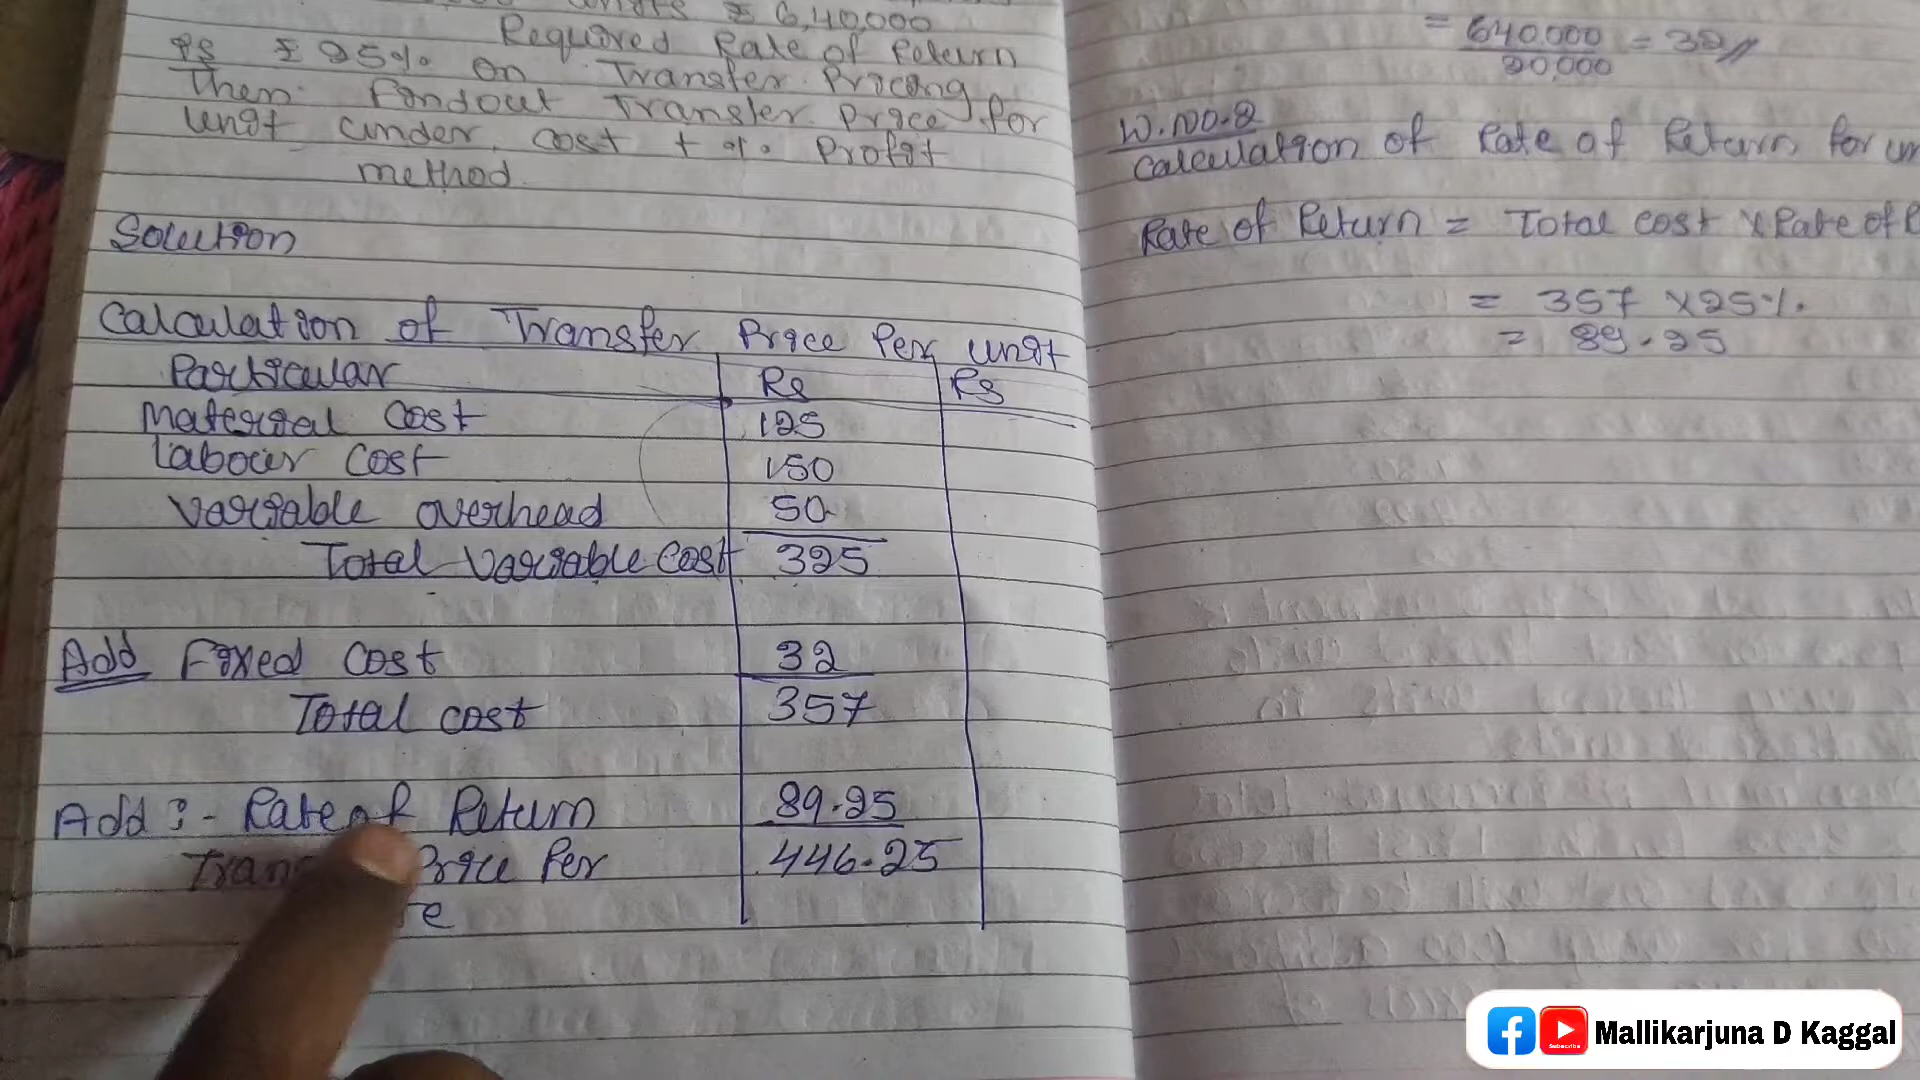 ₹ 6,40,000
Required Rate of Return
is ₹ 25% on Transfer Pricing
Then Findout Transfer Price for
unit under cost + % Profit
method.
Solution
Calculation of Transfer Price Per unit
Particular Rs Rs
Material Cost 125
Labour Cost 150
Variable overhead 50
Total Variable Cost 325
Add Fixed Cost 32
Total cost 357
Add :- Rate of Return 89.25
Price Per 446.25
= 640,000 = 32//
20,000
W.No.2
Calculation of Rate of Return for
Rate of Return = Total cost x Rate of
= 357 x 25%
= 89.25
Mallikarjuna D Kaggal